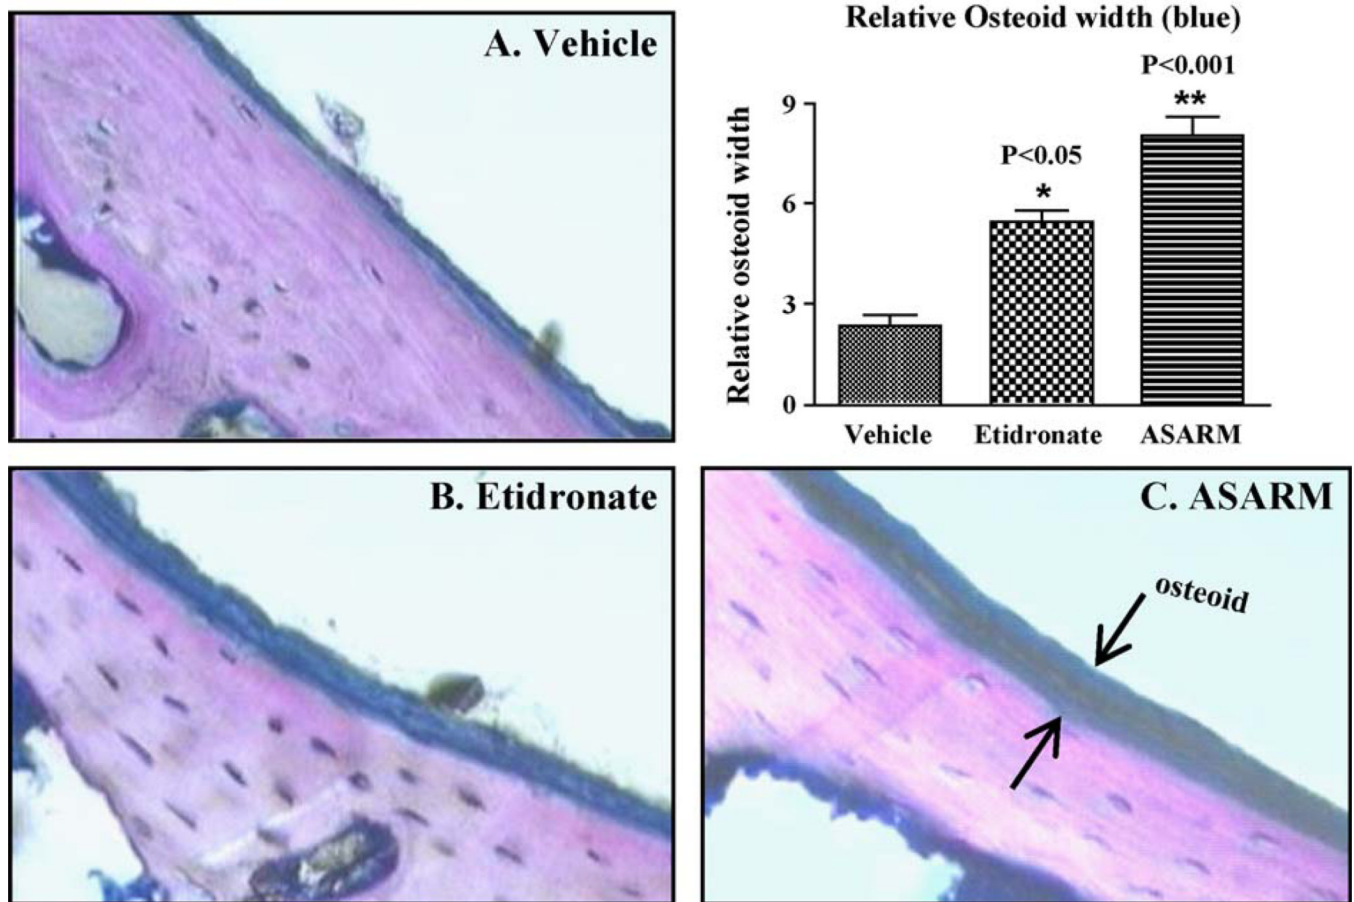 A. Vehicle
Relative Osteoid width (blue)
P<0.001
**
P<0.05
*
Relative osteoid width
9
6
3
0
Vehicle Etidronate ASARM
B. Etidronate
C. ASARM
osteoid